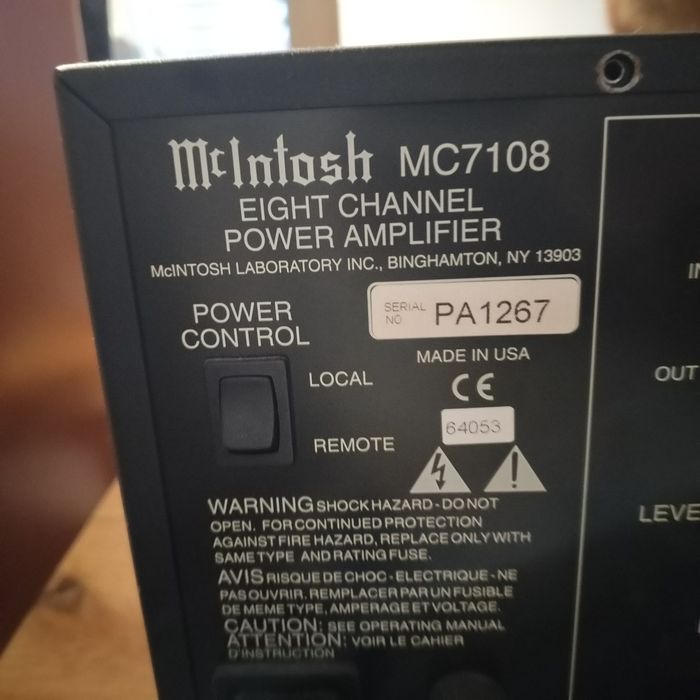 McIntosh MC7108
EIGHT CHANNEL
POWER AMPLIFIER
McINTOSH LABORATORY INC., BINGHAMTON, NY 13903
POWER
CONTROL
SERIAL
NO
PA1267
MADE IN USA
LOCAL
CE
64053
REMOTE
WARNING SHOCK HAZARD - DO NOT
OPEN. FOR CONTINUED PROTECTION
AGAINST FIRE HAZARD, REPLACE ONLY WITH
SAME TYPE AND RATING FUSE.
AVIS RISQUE DE CHOC - ELECTRIQUE - NE
PAS OUVRIR. REMPLACER PAR UN FUSIBLE
DE MEME TYPE, AMPERAGE ET VOLTAGE.
CAUTION: SEE OPERATING MANUAL
ATTENTION: VOIR LE CAHIER
D'INSTRUCTION
OUT